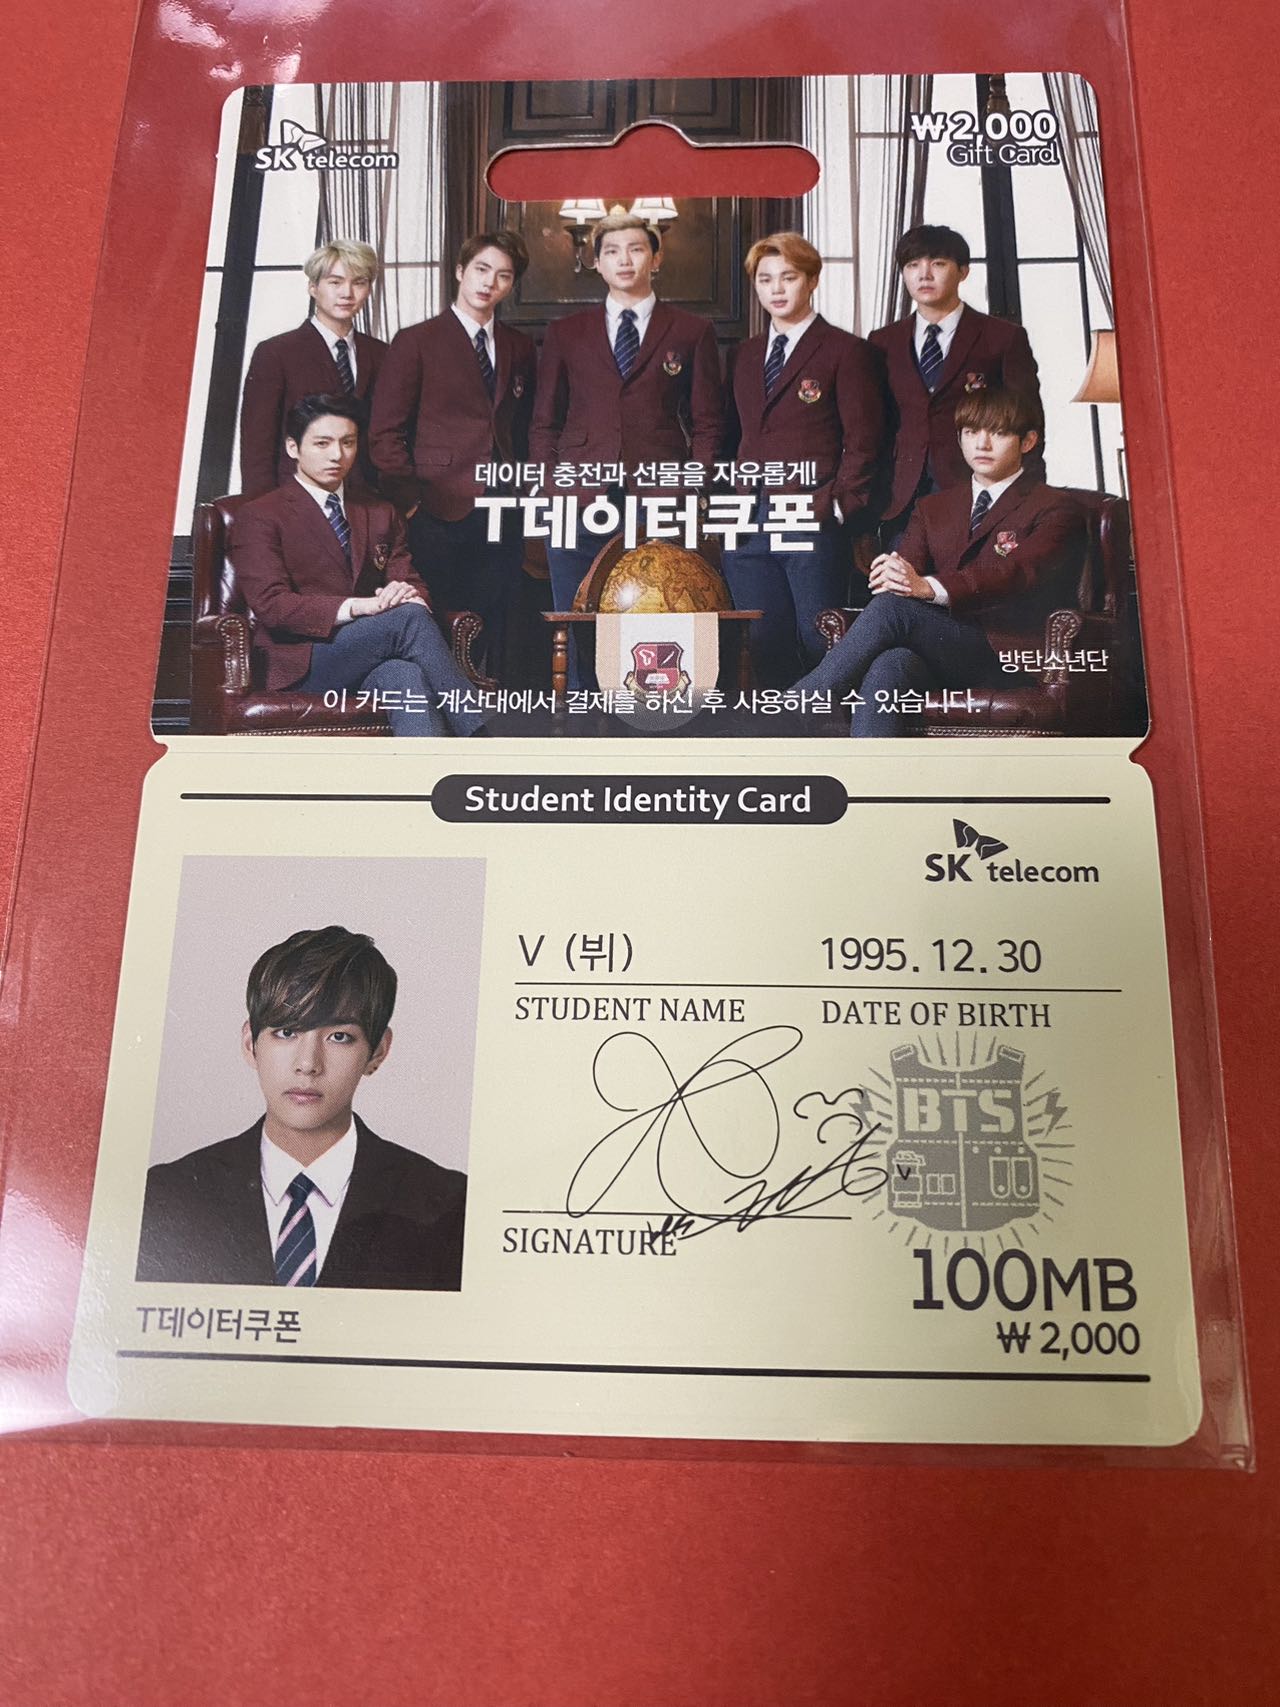 SK telecom
₩2,000
Gift Card
데이터 충전과 선물을 자유롭게!
T데이터쿠폰
방탄소년단
이 카드는 계산대에서 결제를 하신 후 사용하실 수 있습니다.
Student Identity Card
SK telecom
V (뷔) 1995.12.30
STUDENT NAME DATE OF BIRTH
BTS
V
SIGNATURE
100MB
₩2,000
T데이터쿠폰